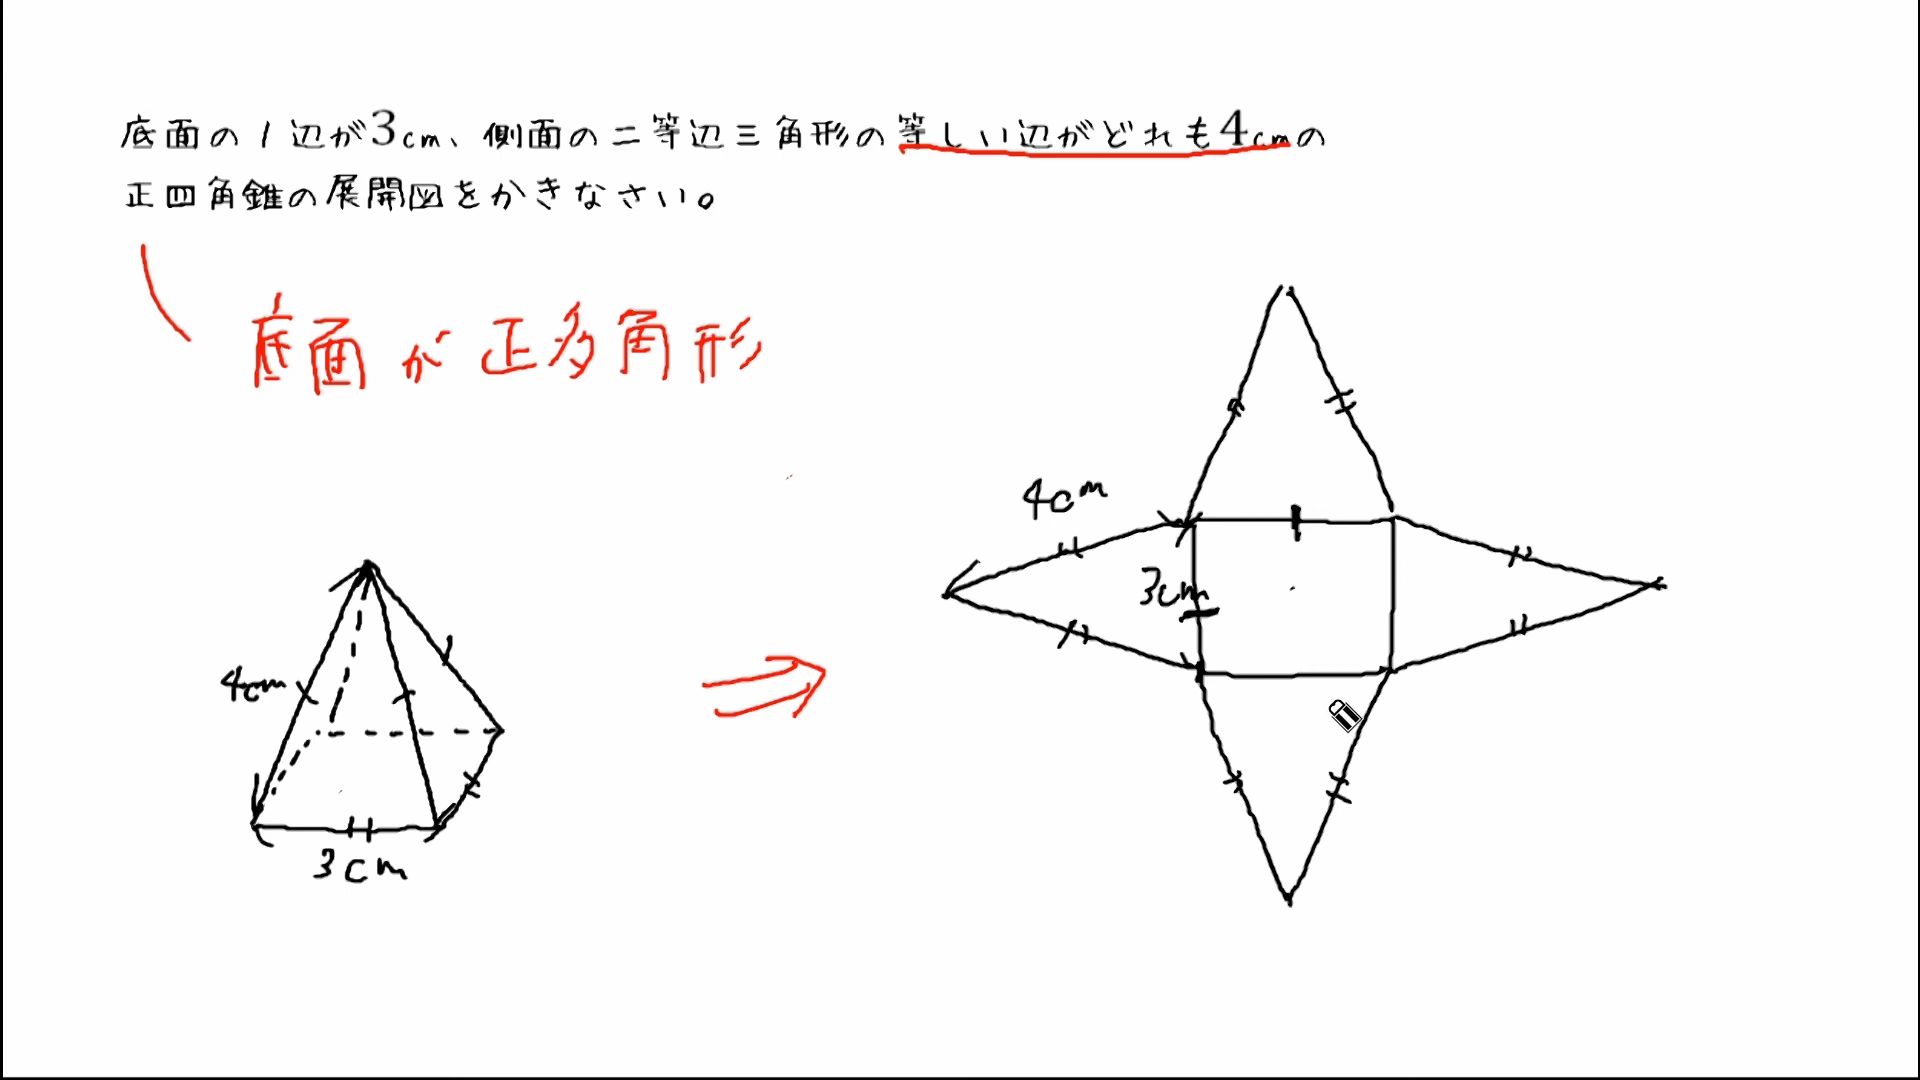 底面の1辺が3cm、側面の二等辺三角形の等しい辺がどれも4cmの
正四角錐の展開図をかきなさい。
底面が正多角形
4cm
3cm
4cm
3cm